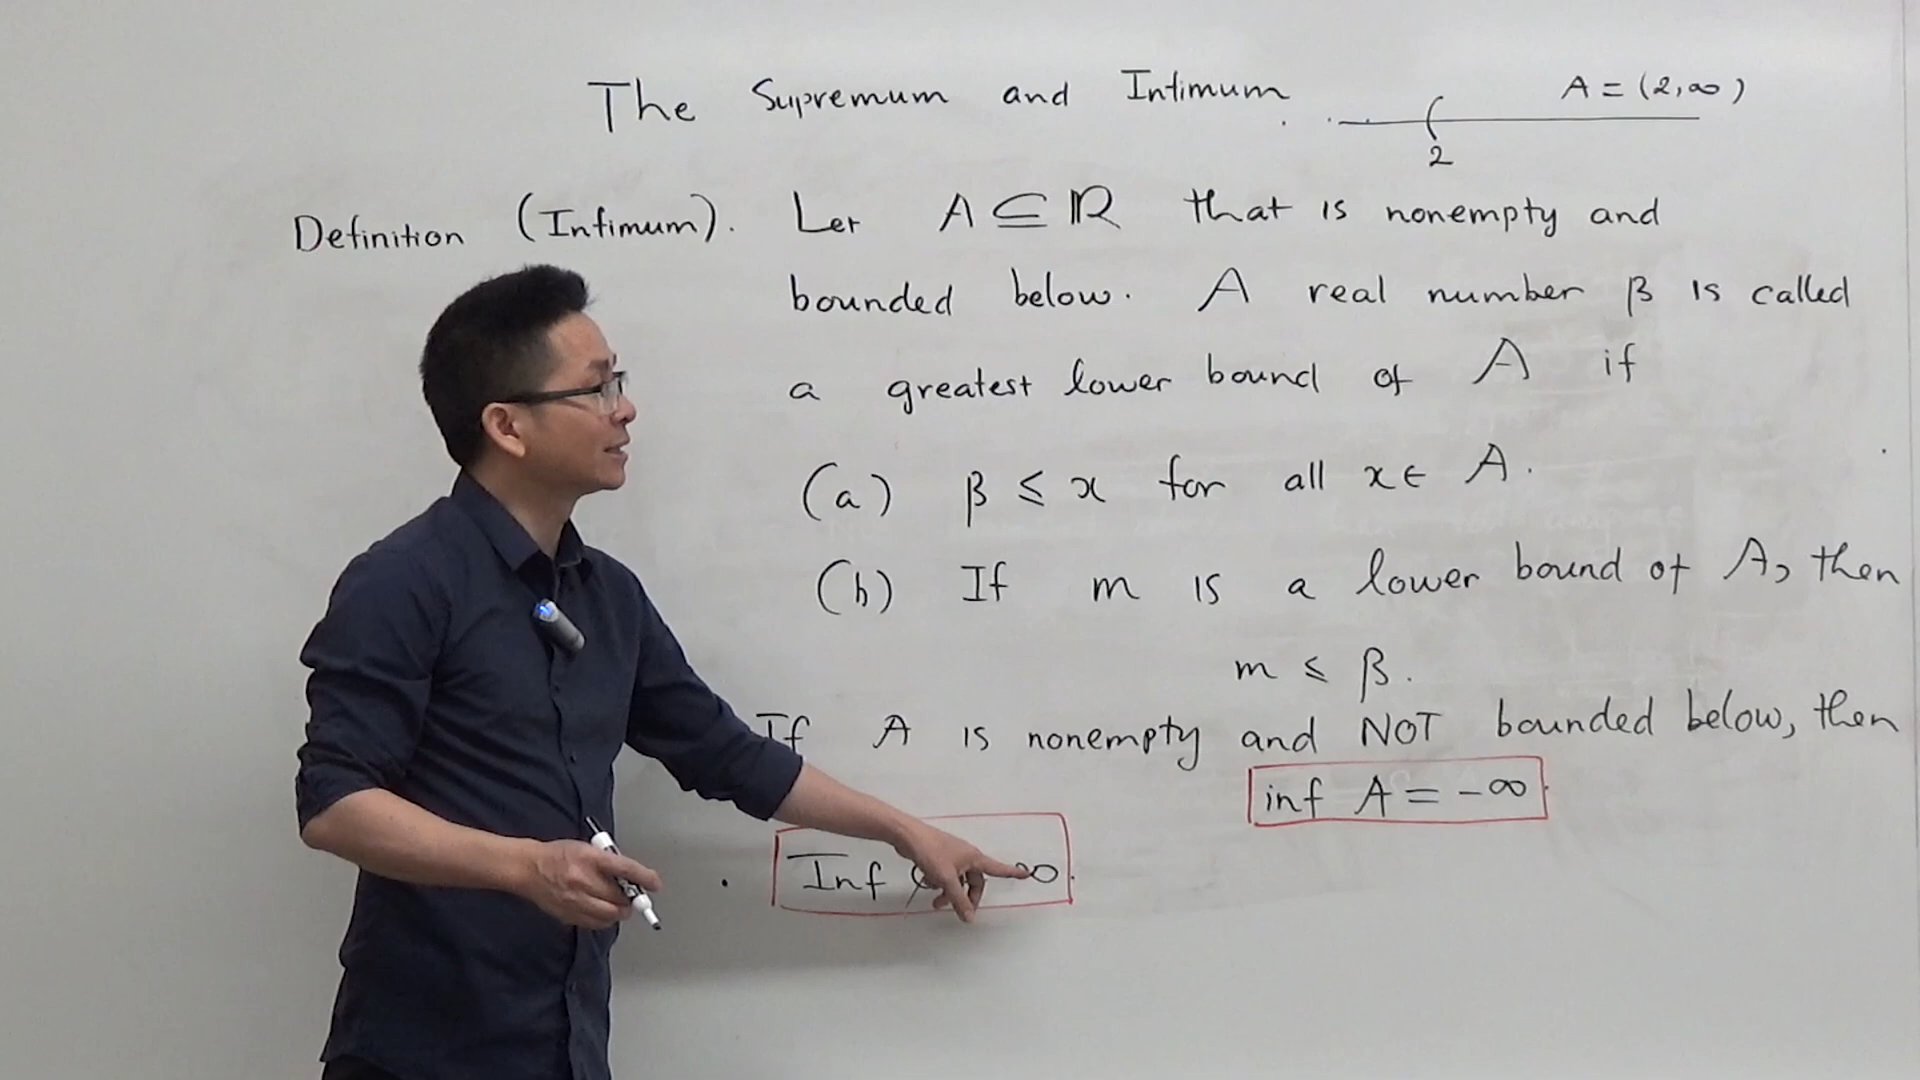 The Supremum and Infimum
A = (2, ∞)
2
Definition (Infimum). Let A ⊆ ℝ that is nonempty and
bounded below. A real number β is called
a greatest lower bound of A if
(a) β ≤ x for all x ∈ A.
(b) If m is a lower bound of A, then
m ≤ β.
If A is nonempty and NOT bounded below, then
inf A = -∞
Inf ∞.